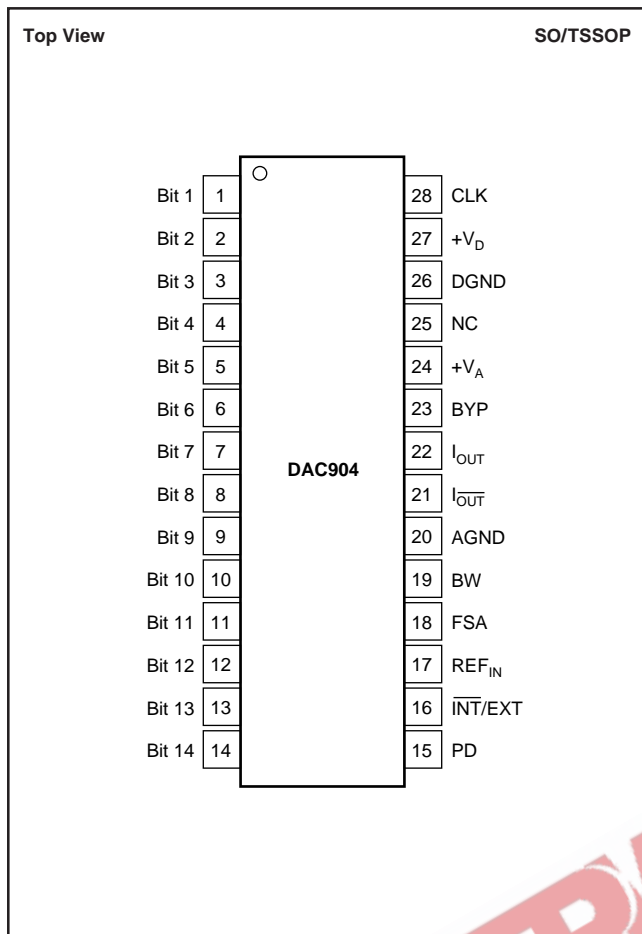 Top View SO/TSSOP
Bit 1 1 28 CLK
Bit 2 2 27 +V_D
Bit 3 3 26 DGND
Bit 4 4 25 NC
Bit 5 5 24 +V_A
Bit 6 6 23 BYP
Bit 7 7 22 I_OUT
DAC904
Bit 8 8 21 I_O̅U̅T̅
Bit 9 9 20 AGND
Bit 10 10 19 BW
Bit 11 11 18 FSA
Bit 12 12 17 REF_IN
Bit 13 13 16 I̅N̅T̅/EXT
Bit 14 14 15 PD